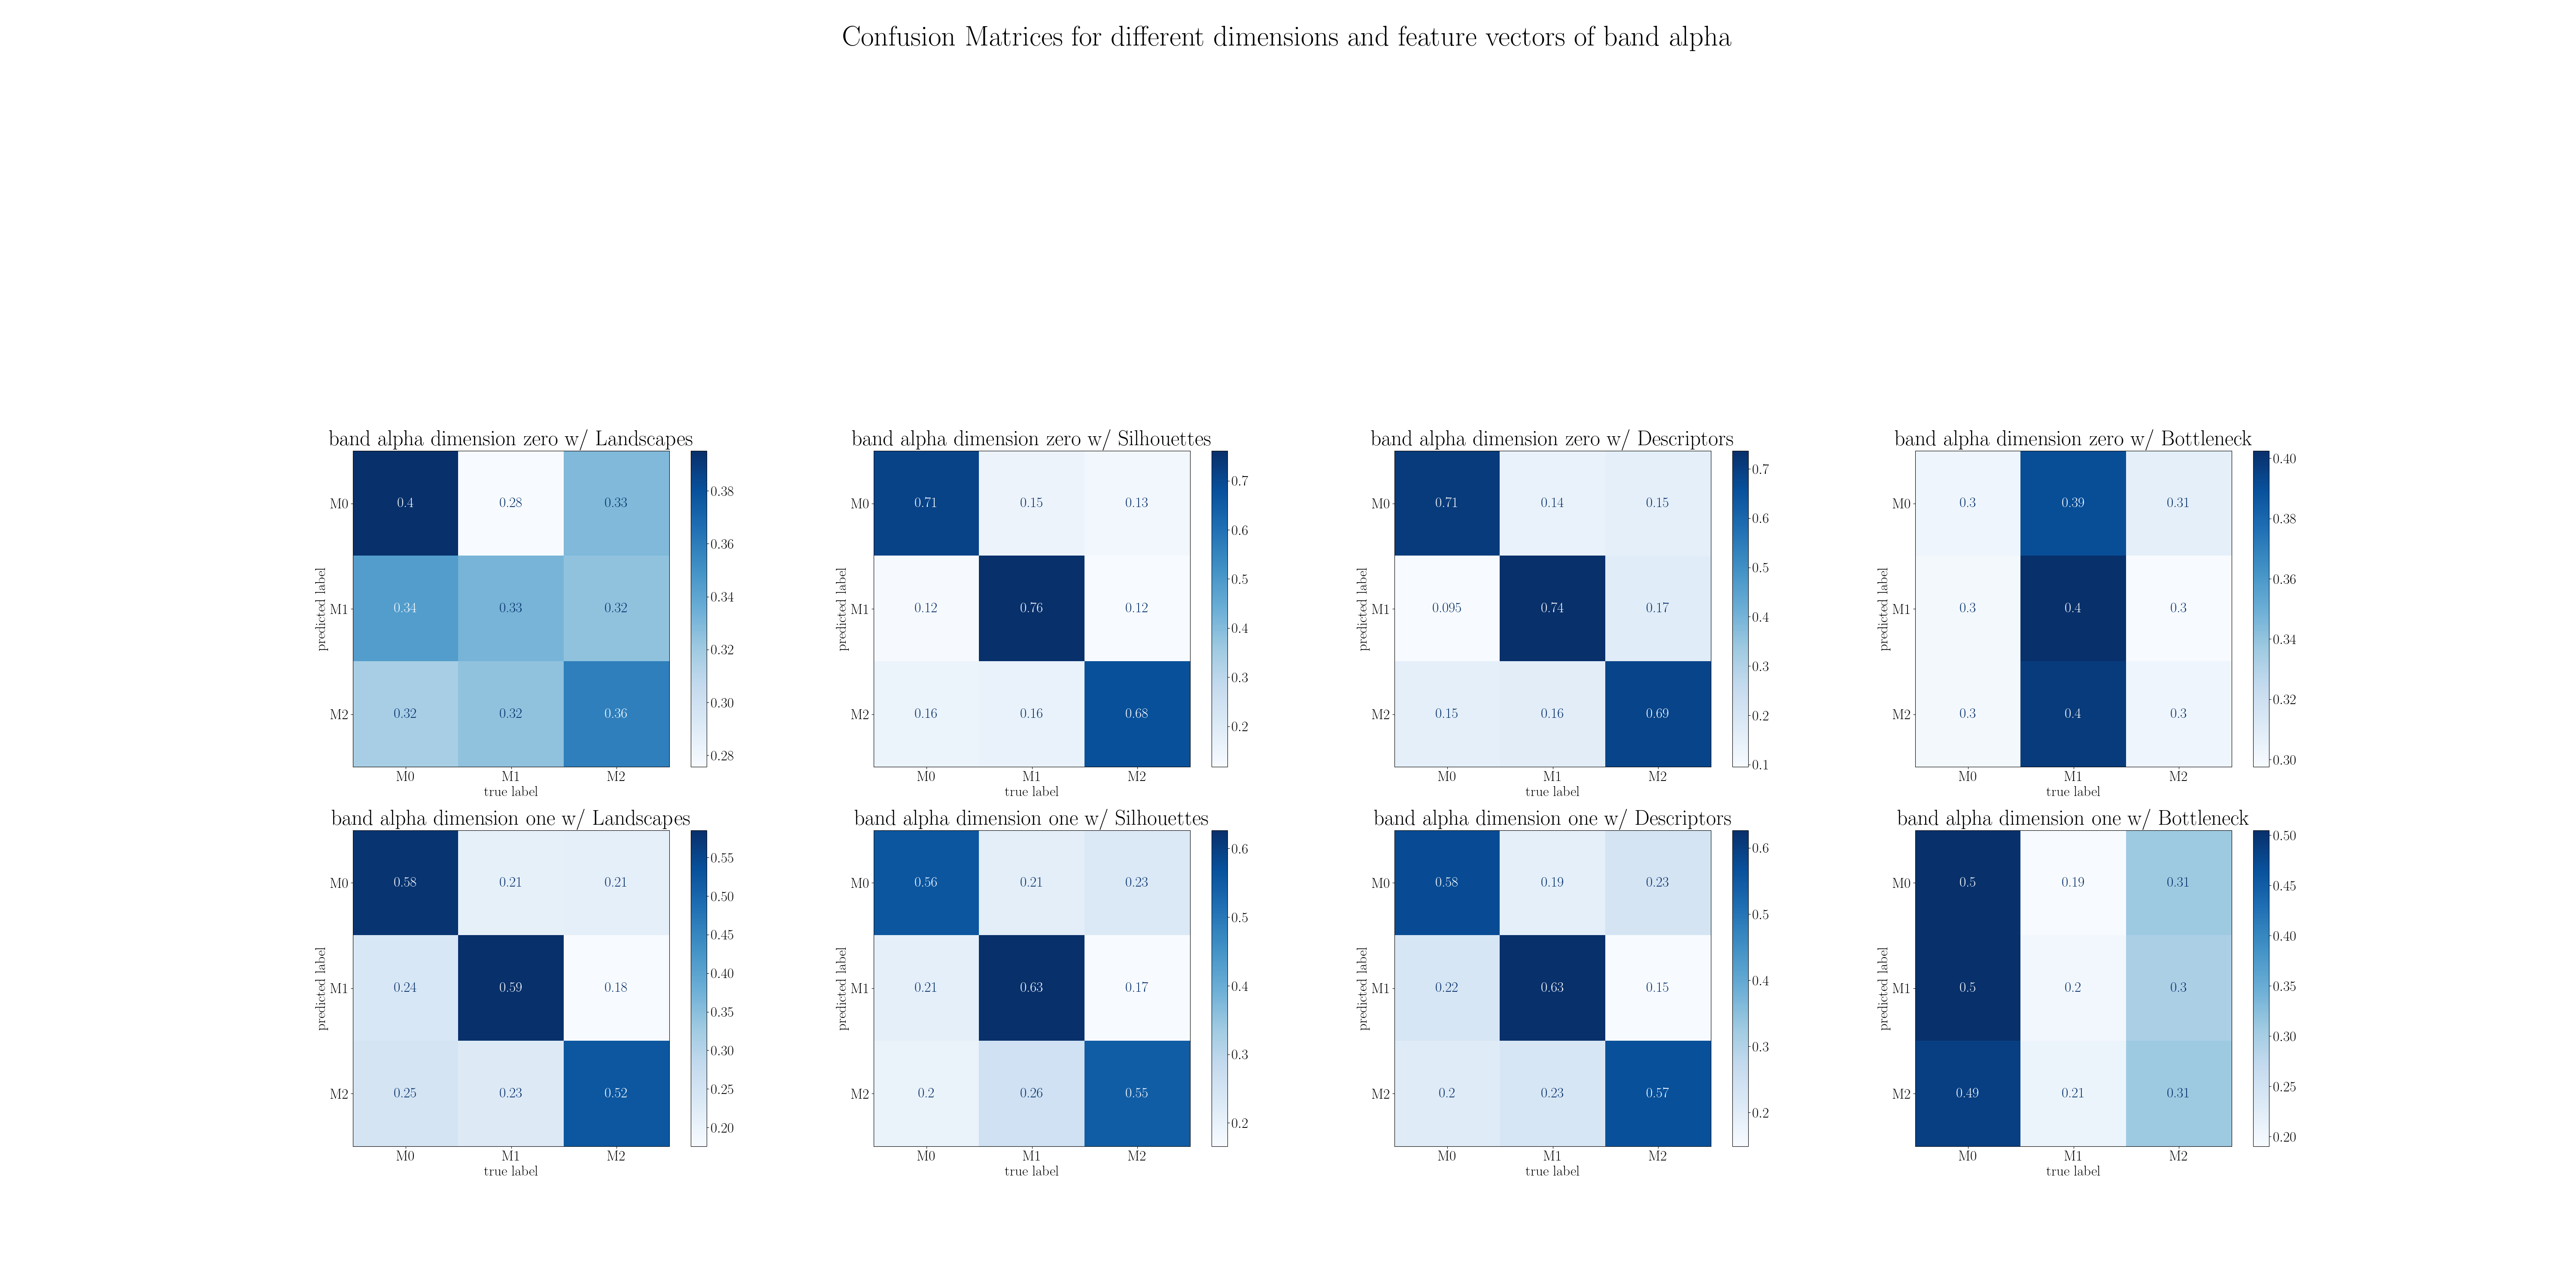 Confusion Matrices for different dimensions and feature vectors of band alpha
band alpha dimension zero w/ Landscapes
predicted label
M0 0.4 0.28 0.33
M1 0.34 0.33 0.32
M2 0.32 0.32 0.36
M0 M1 M2
true label
0.38
0.36
0.34
0.32
0.30
0.28
band alpha dimension zero w/ Silhouettes
predicted label
M0 0.71 0.15 0.13
M1 0.12 0.76 0.12
M2 0.16 0.16 0.68
M0 M1 M2
true label
0.7
0.6
0.5
0.4
0.3
0.2
band alpha dimension zero w/ Descriptors
predicted label
M0 0.71 0.14 0.15
M1 0.095 0.74 0.17
M2 0.15 0.16 0.69
M0 M1 M2
true label
0.7
0.6
0.5
0.4
0.3
0.2
0.1
band alpha dimension zero w/ Bottleneck
predicted label
M0 0.3 0.39 0.31
M1 0.3 0.4 0.3
M2 0.3 0.4 0.3
M0 M1 M2
true label
0.40
0.38
0.36
0.34
0.32
0.30
band alpha dimension one w/ Landscapes
predicted label
M0 0.58 0.21 0.21
M1 0.24 0.59 0.18
M2 0.25 0.23 0.52
M0 M1 M2
true label
0.55
0.50
0.45
0.40
0.35
0.30
0.25
0.20
band alpha dimension one w/ Silhouettes
predicted label
M0 0.56 0.21 0.23
M1 0.21 0.63 0.17
M2 0.2 0.26 0.55
M0 M1 M2
true label
0.6
0.5
0.4
0.3
0.2
band alpha dimension one w/ Descriptors
predicted label
M0 0.58 0.19 0.23
M1 0.22 0.63 0.15
M2 0.2 0.23 0.57
M0 M1 M2
true label
0.6
0.5
0.4
0.3
0.2
band alpha dimension one w/ Bottleneck
predicted label
M0 0.5 0.19 0.31
M1 0.5 0.2 0.3
M2 0.49 0.21 0.31
M0 M1 M2
true label
0.50
0.45
0.40
0.35
0.30
0.25
0.20